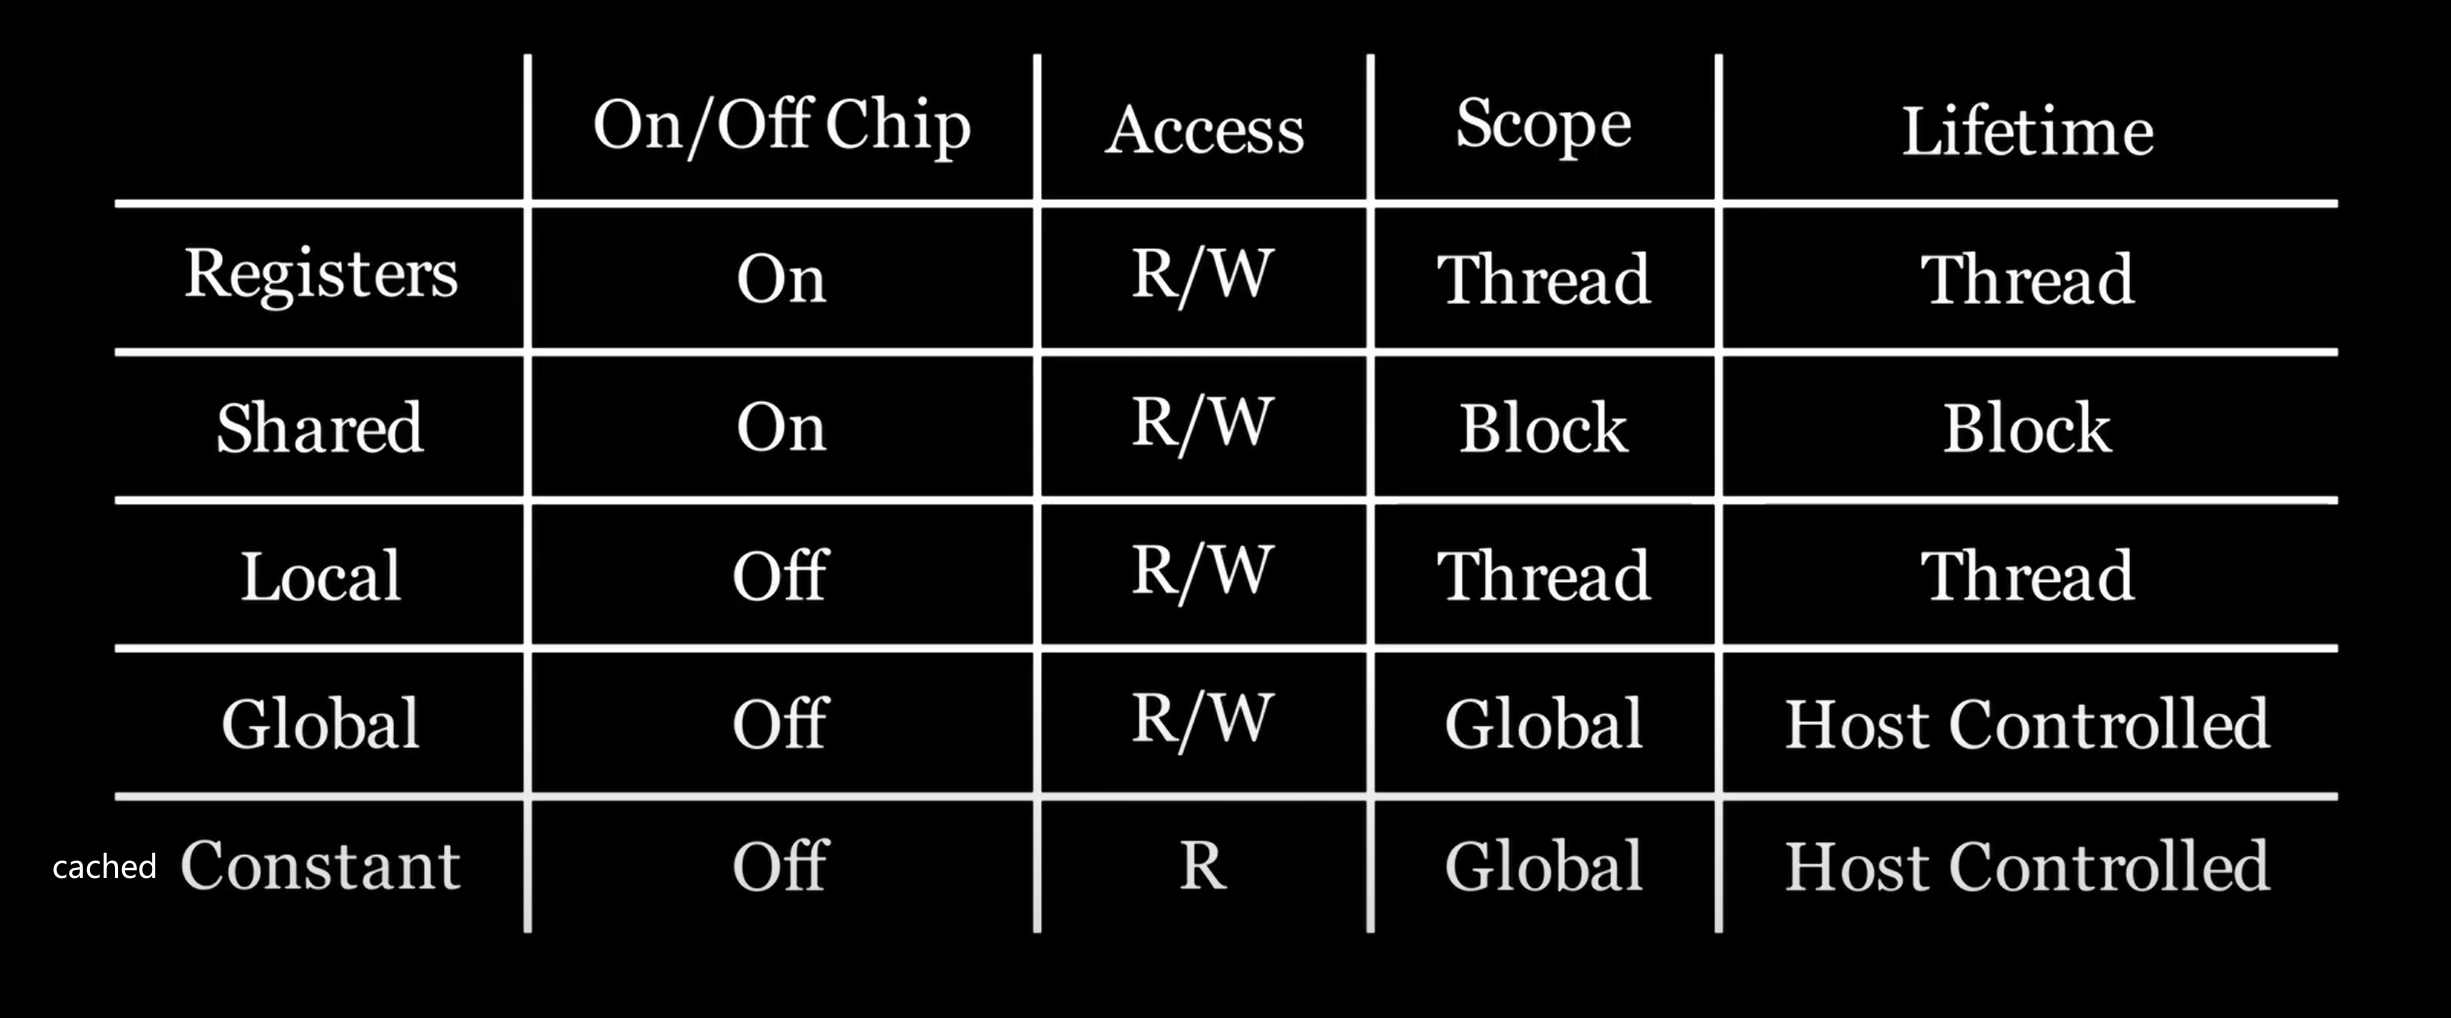 On/Off Chip Access Scope Lifetime
Registers On R/W Thread Thread
Shared On R/W Block Block
Local Off R/W Thread Thread
Global Off R/W Global Host Controlled
cached Constant Off R Global Host Controlled